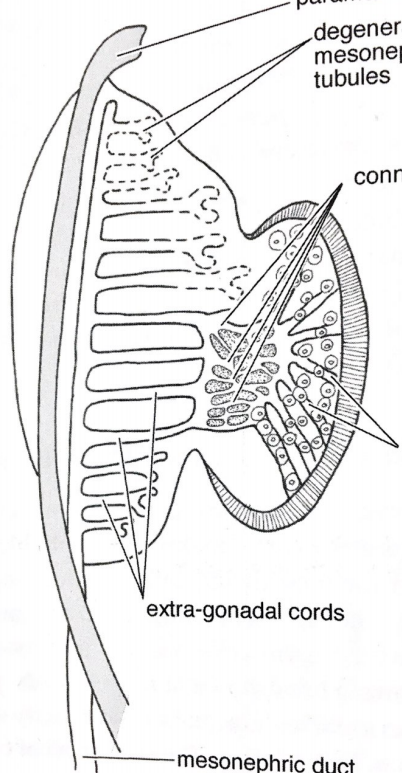 degener
mesonep
tubules
conn
extra-gonadal cords
mesonephric duct